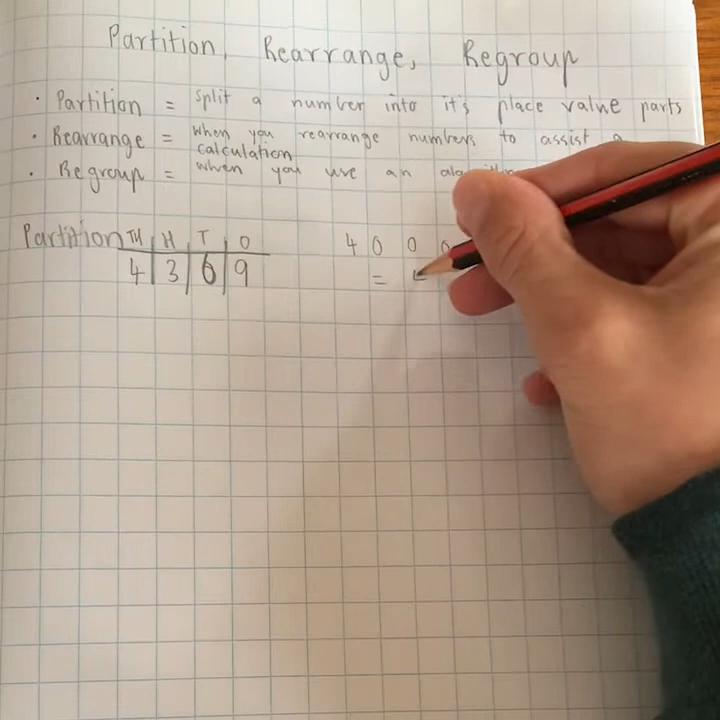 Partition, Rearrange, Regroup
· Partition = split a number into it's place value parts
· Rearrange = when you rearrange numbers to assist a
calculation
· Regroup = when you use an
Partition TH H T O 4 0 0 0
4 3 6 9 =